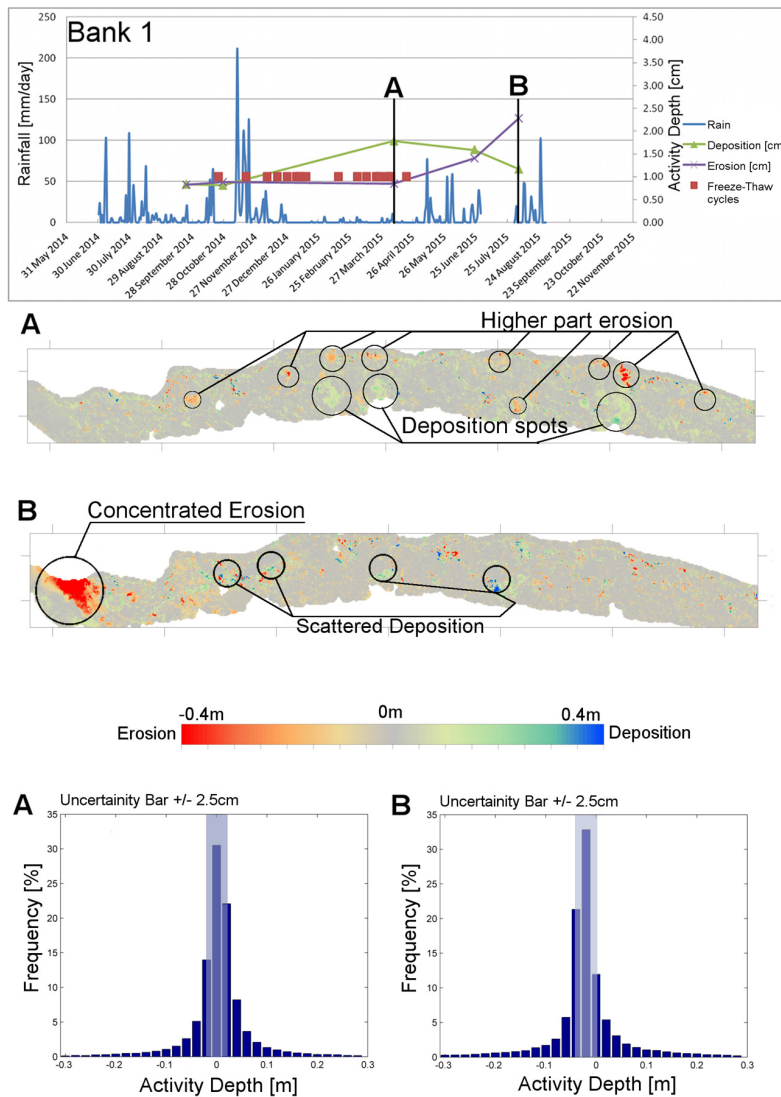 Bank 1
Rainfall [mm/day]
250
200
150
100
50
0
A
B
4.50
4.00
3.50
3.00
2.50
2.00
1.50
1.00
0.50
0.00
Activity Depth [cm]
Rain
Deposition [cm
Erosion [cm]
Freeze-Thaw
cycles
31 May 2014
30 June 2014
30 July 2014
29 August 2014
28 September 2014
28 October 2014
27 November 2014
27 December 2014
26 January 2015
25 February 2015
27 March 2015
26 April 2015
26 May 2015
25 June 2015
25 July 2015
24 August 2015
23 September 2015
23 October 2015
22 November 2015
A
Higher part erosion
Deposition spots
B
Concentrated Erosion
Scattered Deposition
-0.4m
0m
0.4m
Erosion
Deposition
A
Uncertainity Bar +/- 2.5cm
Frequency [%]
35
30
25
20
15
10
5
0
-0.3
-0.2
-0.1
0
0.1
0.2
0.3
Activity Depth [m]
B
Uncertainity Bar +/- 2.5cm
Frequency [%]
35
30
25
20
15
10
5
0
-0.3
-0.2
-0.1
0
0.1
0.2
0.3
Activity Depth [m]